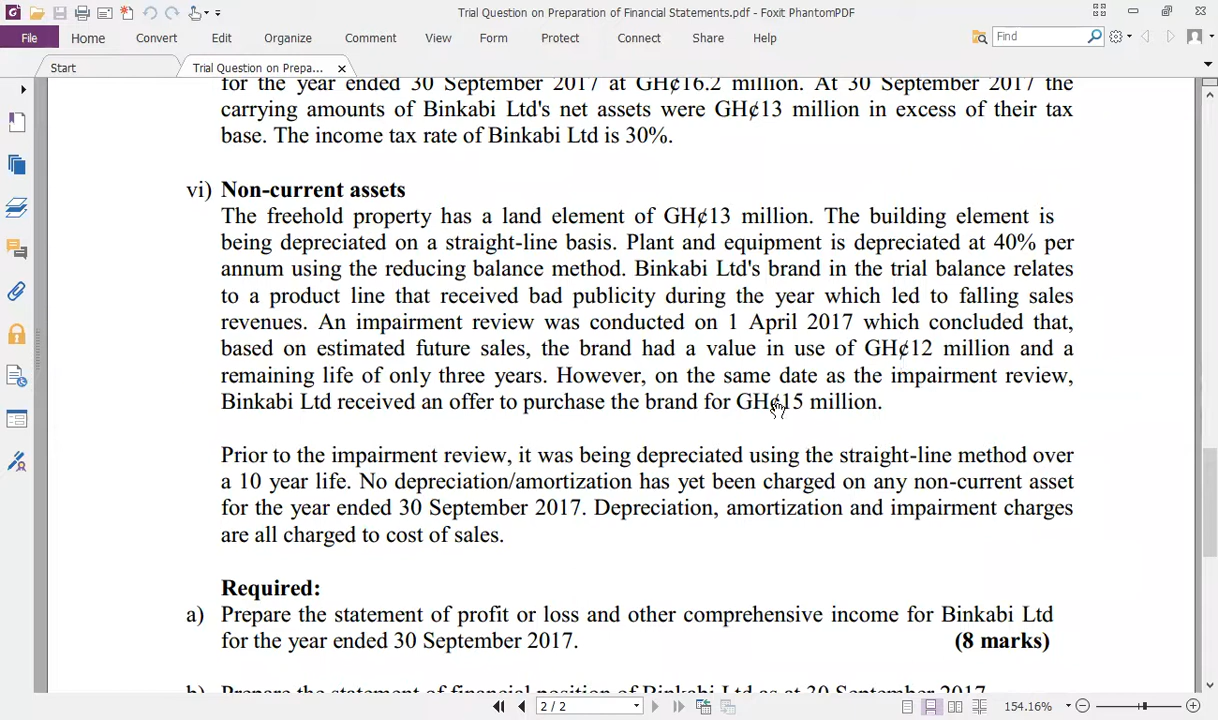 Trial Question on Preparation of Financial Statements.pdf - Foxit PhantomPDF
File Home Convert Edit Organize Comment View Form Protect Connect Share Help Find
Start Trial Question on Prepa...
for the year ended 30 September 2017 at GH¢16.2 million. At 30 September 2017 the
carrying amounts of Binkabi Ltd's net assets were GH¢13 million in excess of their tax
base. The income tax rate of Binkabi Ltd is 30%.
vi) Non-current assets
The freehold property has a land element of GH¢13 million. The building element is
being depreciated on a straight-line basis. Plant and equipment is depreciated at 40% per
annum using the reducing balance method. Binkabi Ltd's brand in the trial balance relates
to a product line that received bad publicity during the year which led to falling sales
revenues. An impairment review was conducted on 1 April 2017 which concluded that,
based on estimated future sales, the brand had a value in use of GH¢12 million and a
remaining life of only three years. However, on the same date as the impairment review,
Binkabi Ltd received an offer to purchase the brand for GH¢15 million.
Prior to the impairment review, it was being depreciated using the straight-line method over
a 10 year life. No depreciation/amortization has yet been charged on any non-current asset
for the year ended 30 September 2017. Depreciation, amortization and impairment charges
are all charged to cost of sales.
Required:
a) Prepare the statement of profit or loss and other comprehensive income for Binkabi Ltd
for the year ended 30 September 2017. (8 marks)
b) Prepare the statement of financial position of Binkabi Ltd as at 30 September 2017
2 / 2 154.16%